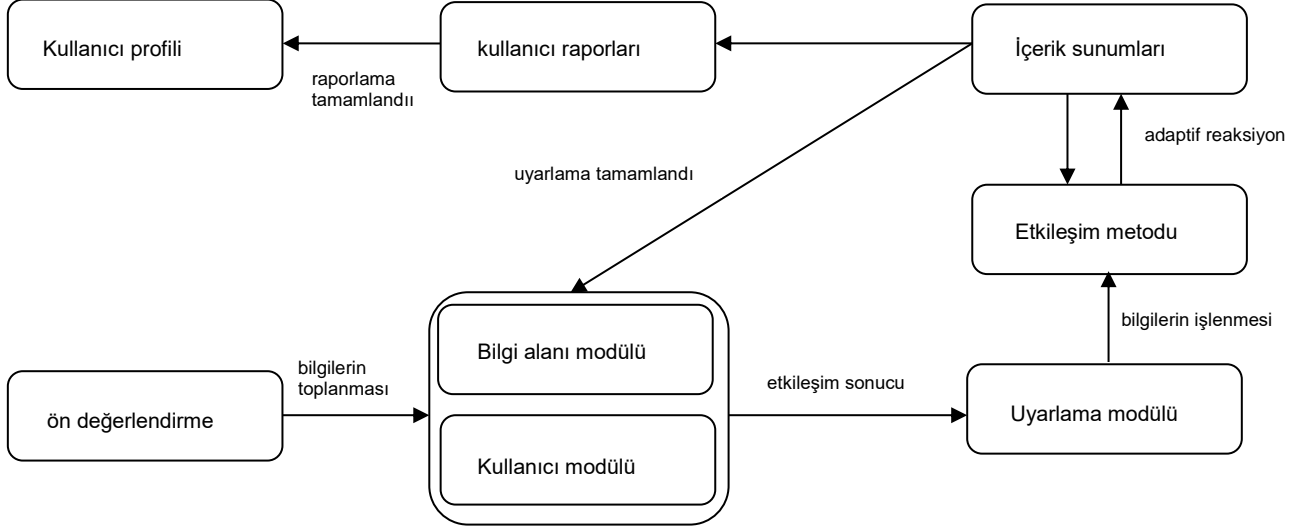 Kullanıcı profili
kullanıcı raporları
İçerik sunumları
raporlama
tamamlandıı
adaptif reaksiyon
uyarlama tamamlandı
Etkileşim metodu
bilgilerin işlenmesi
Bilgi alanı modülü
bilgilerin
toplanması
etkileşim sonucu
ön değerlendirme
Uyarlama modülü
Kullanıcı modülü